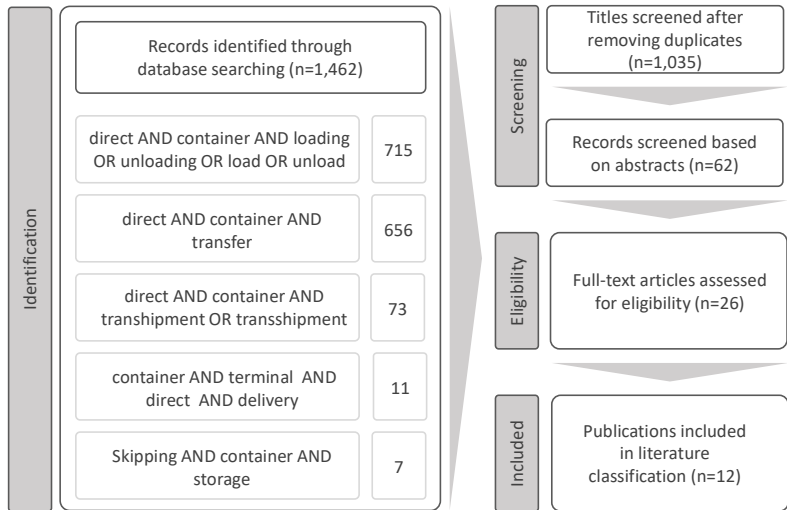 Identification
Records identified through
database searching (n=1,462)
direct AND container AND loading
OR unloading OR load OR unload
715
direct AND container AND
transfer
656
direct AND container AND
transhipment OR transshipment
73
container AND terminal AND
direct AND delivery
11
Skipping AND container AND
storage
7
Screening
Titles screened after
removing duplicates
(n=1,035)
Records screened based
on abstracts (n=62)
Eligibility
Full-text articles assessed
for eligibility (n=26)
Included
Publications included
in literature
classification (n=12)